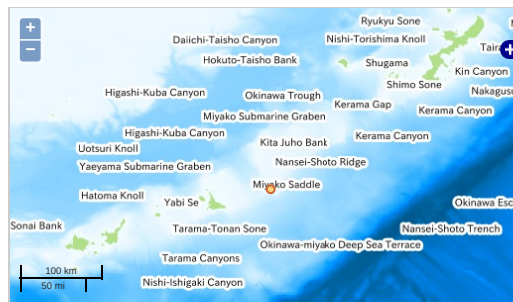 +
−
Ryukyu Sone
Daiichi-Taisho Canyon
Nishi-Torishima Knoll
Hokuto-Taisho Bank
Shugama
Kin Canyon
Shimo Sone
Higashi-Kuba Canyon
Okinawa Trough
Kerama Gap
Kerama Canyon
Miyako Submarine Graben
Higashi-Kuba Canyon
Kita Juho Bank
Kerama Canyon
Uotsuri Knoll
Yaeyama Submarine Graben
Nansei-Shoto Ridge
Miyako Saddle
Hatoma Knoll
Yabi Se
Okinawa Esc
Sonai Bank
Tarama-Tonan Sone
Nansei-Shoto Trench
Okinawa-miyako Deep Sea Terrace
Tarama Canyons
100 km
50 mi
Nishi-Ishigaki Canyon